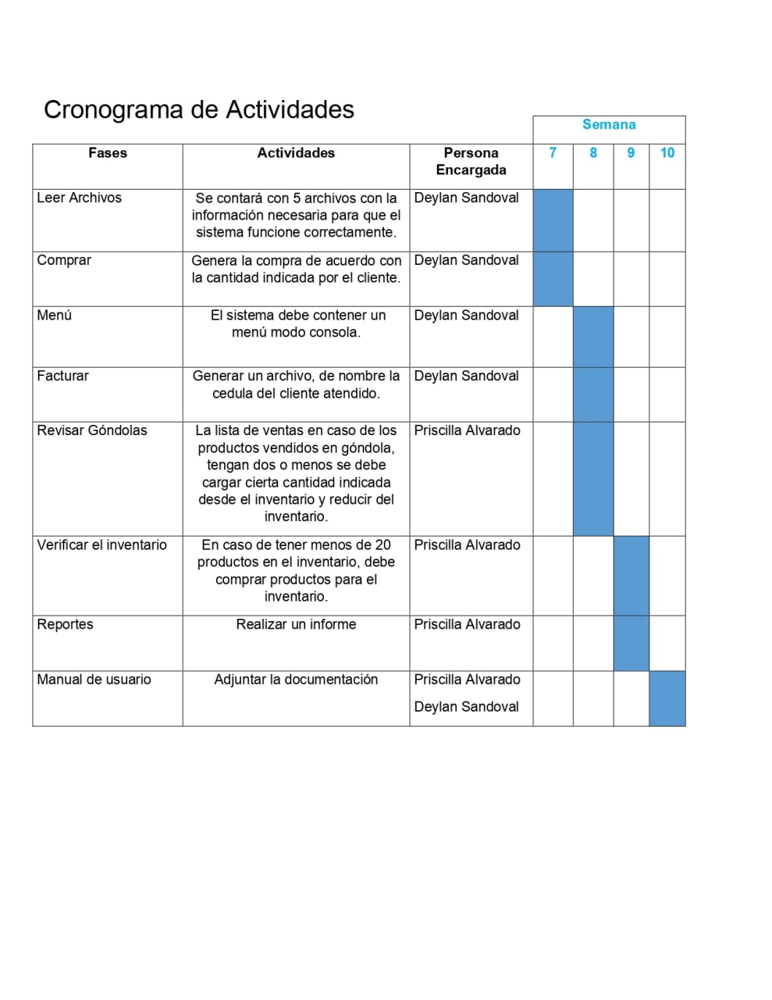 Cronograma de Actividades
Semana
Fases
Actividades
Persona
Encargada
7
8
9
10
Leer Archivos
Se contará con 5 archivos con la
información necesaria para que el
sistema funcione correctamente.
Deylan Sandoval
Comprar
Genera la compra de acuerdo con
la cantidad indicada por el cliente.
Deylan Sandoval
Menú
El sistema debe contener un
menú modo consola.
Deylan Sandoval
Facturar
Generar un archivo, de nombre la
cedula del cliente atendido.
Deylan Sandoval
Revisar Góndolas
La lista de ventas en caso de los
productos vendidos en góndola,
tengan dos o menos se debe
cargar cierta cantidad indicada
desde el inventario y reducir del
inventario.
Priscilla Alvarado
Verificar el inventario
En caso de tener menos de 20
productos en el inventario, debe
comprar productos para el
inventario.
Priscilla Alvarado
Reportes
Realizar un informe
Priscilla Alvarado
Manual de usuario
Adjuntar la documentación
Priscilla Alvarado
Deylan Sandoval